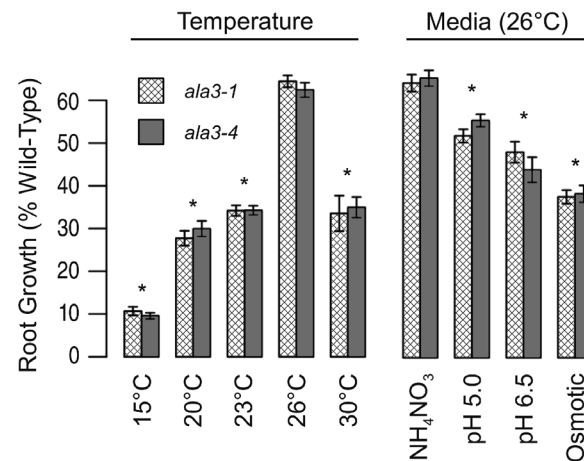 Temperature
Media (26°C)
Root Growth (% Wild-Type)
60
50
40
30
20
10
0
ala3-1
ala3-4
*
*
*
*
*
*
*
15°C
20°C
23°C
26°C
30°C
NH₄NO₃
pH 5.0
pH 6.5
Osmotic